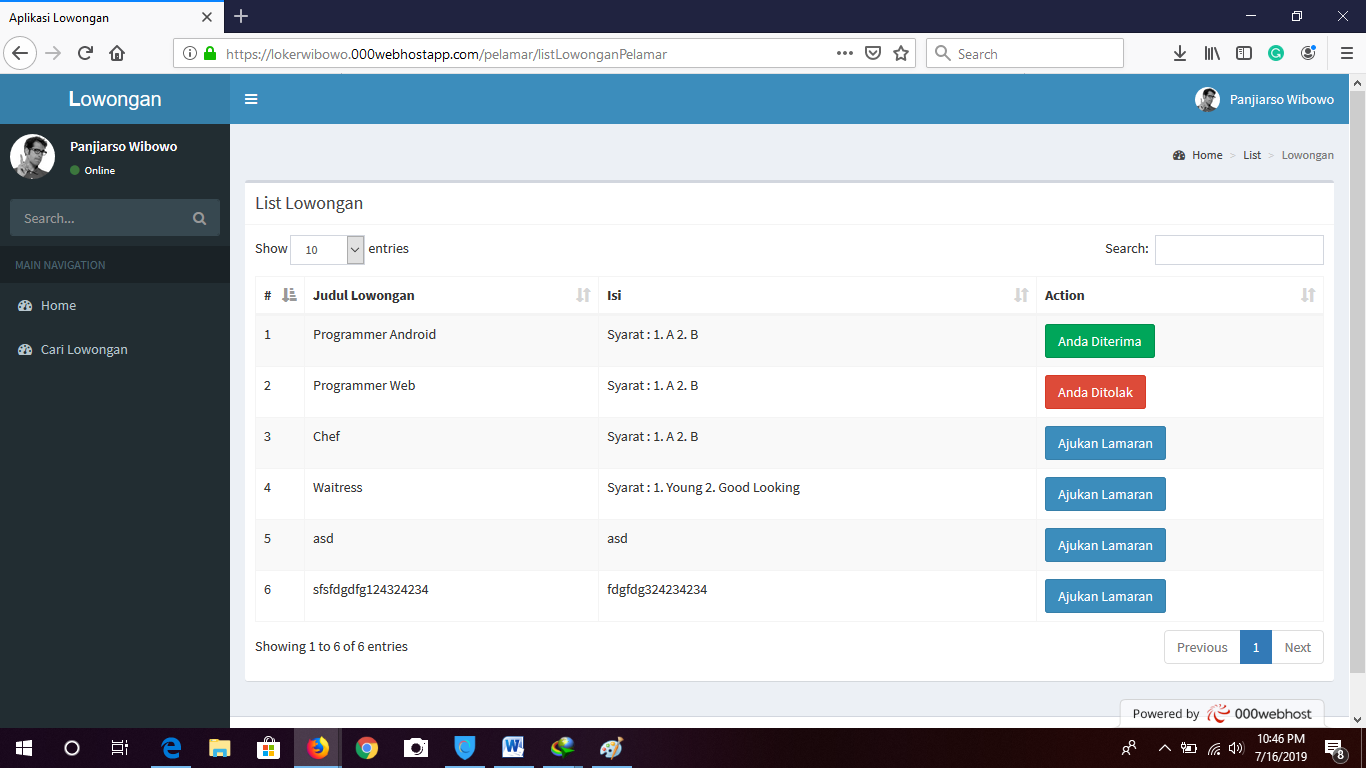 Aplikasi Lowongan
https://lokerwibowo.000webhostapp.com/pelamar/listLowonganPelamar
Search
Lowongan
Panjiarso Wibowo
Panjiarso Wibowo
Online
Home > List > Lowongan
Search...
MAIN NAVIGATION
Home
Cari Lowongan
List Lowongan
Show 10 entries
Search:
# Judul Lowongan Isi Action
1 Programmer Android Syarat : 1. A 2. B Anda Diterima
2 Programmer Web Syarat : 1. A 2. B Anda Ditolak
3 Chef Syarat : 1. A 2. B Ajukan Lamaran
4 Waitress Syarat : 1. Young 2. Good Looking Ajukan Lamaran
5 asd asd Ajukan Lamaran
6 sfsfdgdfg124324234 fdgfdg324234234 Ajukan Lamaran
Showing 1 to 6 of 6 entries
Previous 1 Next
Powered by 000webhost
10:46 PM
7/16/2019
8